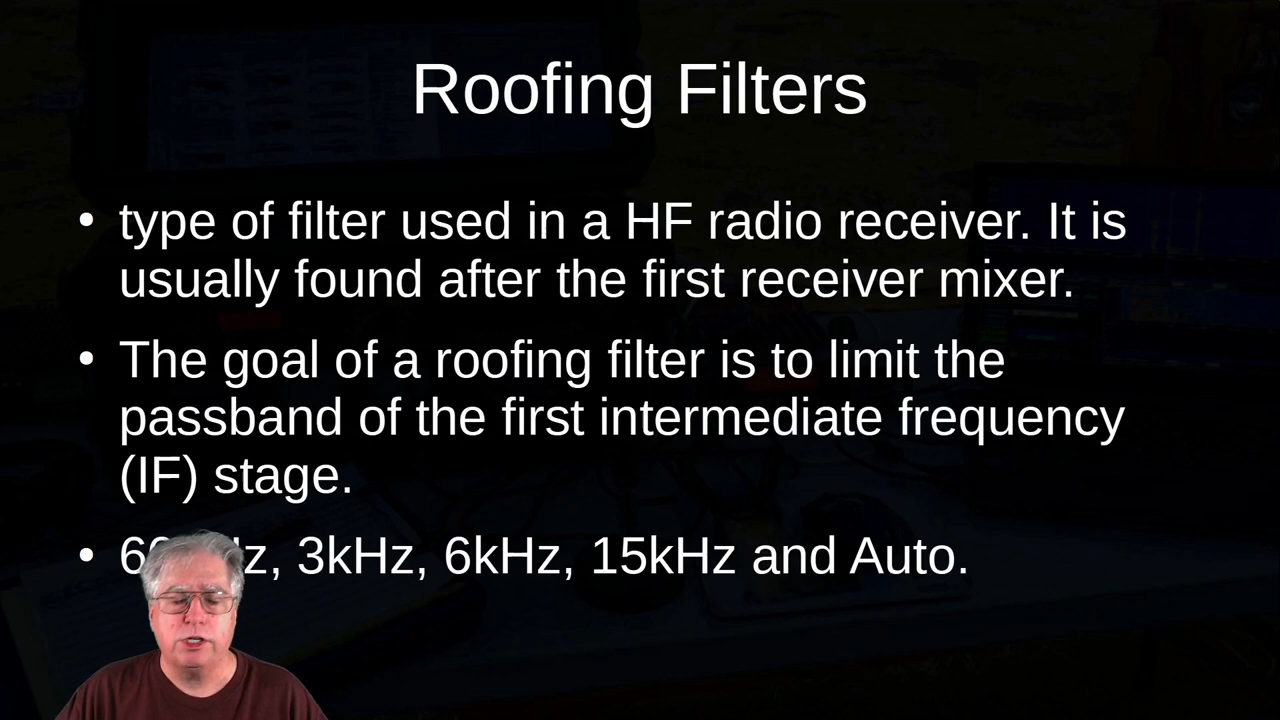 Roofing Filters
• type of filter used in a HF radio receiver. It is
usually found after the first receiver mixer.
• The goal of a roofing filter is to limit the
passband of the first intermediate frequency
(IF) stage.
• 3kHz, 6kHz, 15kHz and Auto.